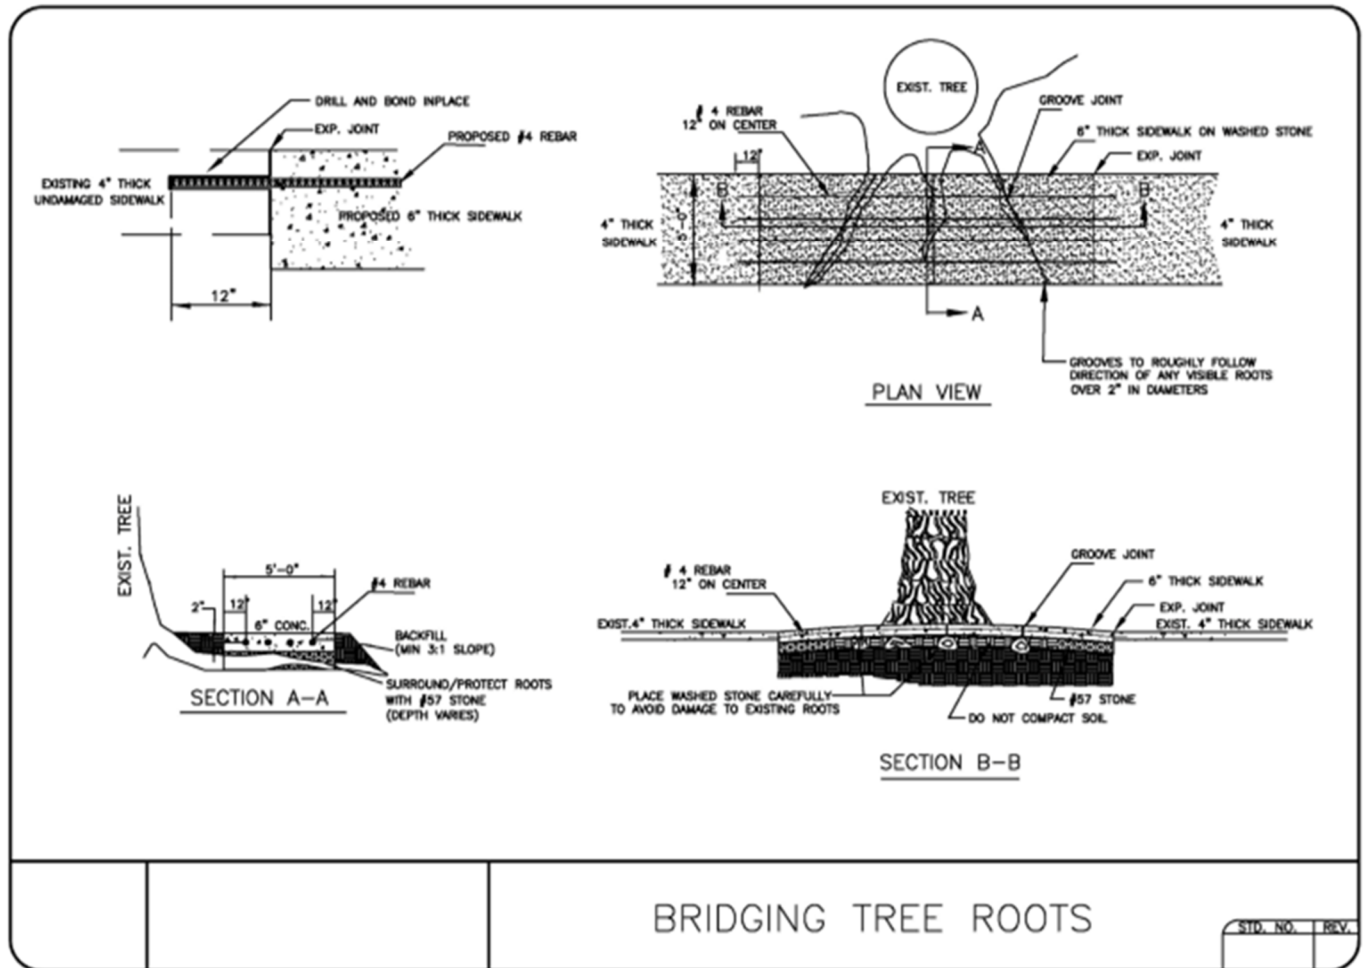 DRILL AND BOND INPLACE
EXP. JOINT
PROPOSED #4 REBAR
EXISTING 4" THICK
UNDAMAGED SIDEWALK
PROPOSED 6" THICK SIDEWALK
12"
EXIST. TREE
# 4 REBAR
12" ON CENTER
GROOVE JOINT
6" THICK SIDEWALK ON WASHED STONE
EXP. JOINT
12"
A
B
B
5'-0"
4" THICK
SIDEWALK
4" THICK
SIDEWALK
A
GROOVES TO ROUGHLY FOLLOW
DIRECTION OF ANY VISIBLE ROOTS
OVER 2" IN DIAMETERS
PLAN VIEW
EXIST. TREE
5'-0"
#4 REBAR
2"
12"
12"
6" CONC.
BACKFILL
(MIN 3:1 SLOPE)
SURROUND/PROTECT ROOTS
WITH #57 STONE
(DEPTH VARIES)
SECTION A-A
EXIST. TREE
# 4 REBAR
12" ON CENTER
GROOVE JOINT
6" THICK SIDEWALK
EXP. JOINT
EXIST.4" THICK SIDEWALK
EXIST. 4" THICK SIDEWALK
PLACE WASHED STONE CAREFULLY
TO AVOID DAMAGE TO EXISTING ROOTS
#57 STONE
DO NOT COMPACT SOIL
SECTION B-B
BRIDGING TREE ROOTS
STD. NO.
REV.